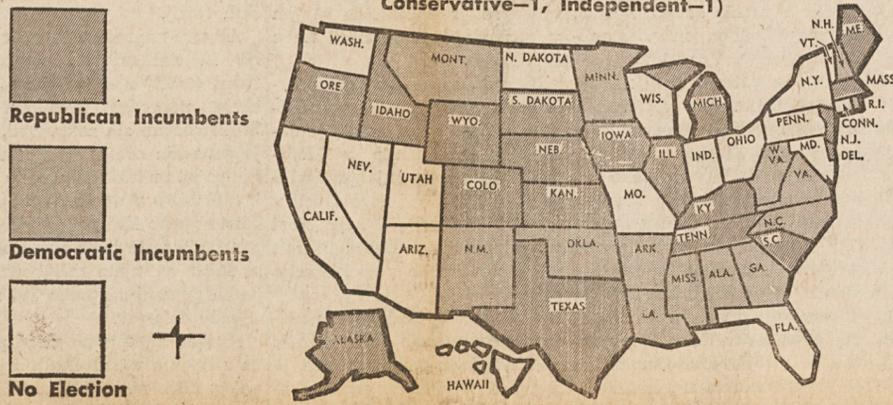 Conservative—1, Independent—1)
Republican Incumbents
Democratic Incumbents
No Election
WASH.
ORE
CALIF.
NEV.
IDAHO
MONT.
WYO.
UTAH
ARIZ.
COLO
N.M.
N. DAKOTA
S. DAKOTA
NEB.
KAN.
OKLA.
TEXAS
MINN.
IOWA
MO.
ARK
LA.
WIS.
ILL
MICH.
IND.
OHIO
KY.
TENN.
MISS.
ALA.
GA.
FLA.
S.C.
N.C.
VA.
W. VA.
MD.
PENN.
N.Y.
VT.
N.H.
ME.
MASS
R.I.
CONN.
N.J.
DEL.
ALASKA
HAWAII